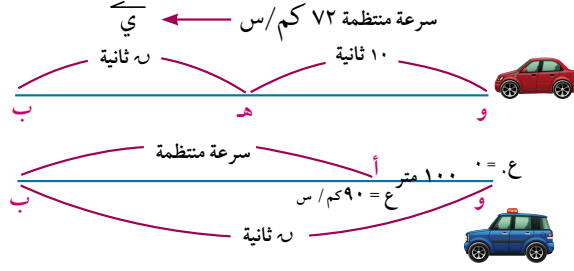 سرعة منتظمة ٧٢ كم/س ← ي
١٠ ثانية
ن ثانية
و
هـ
ب
ع. = ٠
سرعة منتظمة
أ
١٠٠ متر
و
ع = ٩٠ كم/س
ب
ن ثانية